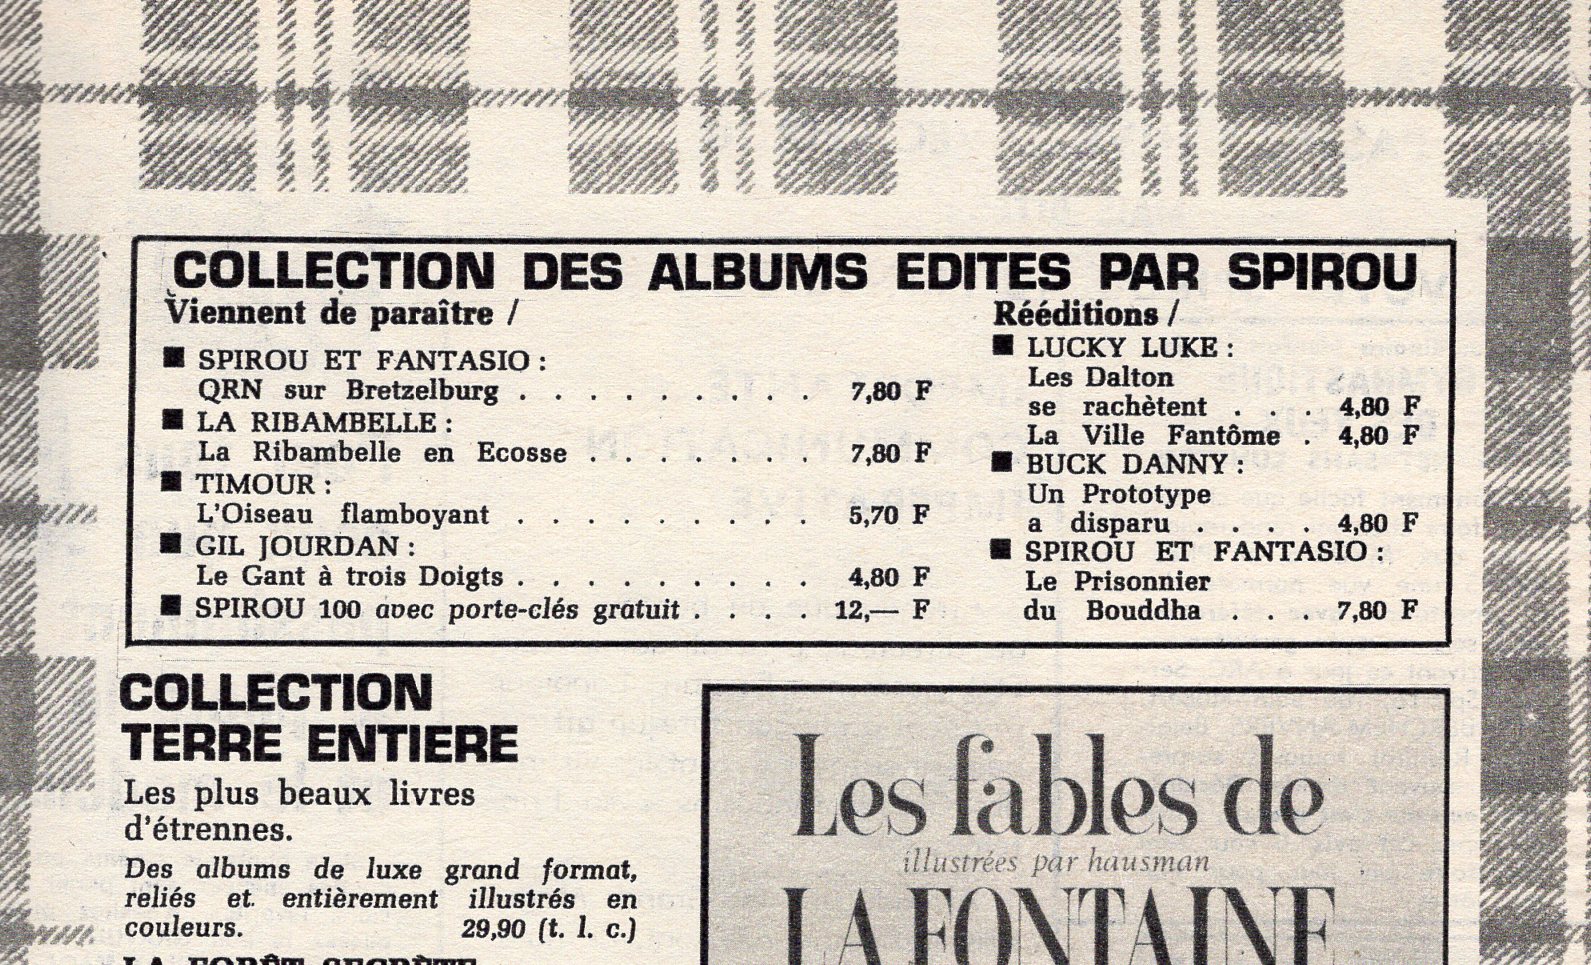 COLLECTION DES ALBUMS EDITES PAR SPIROU
Viennent de paraître /
■ SPIROU ET FANTASIO :
QRN sur Bretzelburg . . . . . . . . . . 7,80 F
■ LA RIBAMBELLE :
La Ribambelle en Ecosse . . . . . . . . 7,80 F
■ TIMOUR :
L'Oiseau flamboyant . . . . . . . . . . 5,70 F
■ GIL JOURDAN :
Le Gant à trois Doigts . . . . . . . . . . 4,80 F
■ SPIROU 100 avec porte-clés gratuit . . . . 12,— F
Rééditions /
■ LUCKY LUKE :
Les Dalton
se rachètent . . . 4,80 F
La Ville Fantôme . 4,80 F
■ BUCK DANNY :
Un Prototype
a disparu . . . . 4,80 F
■ SPIROU ET FANTASIO :
Le Prisonnier
du Bouddha . . . 7,80 F
COLLECTION
TERRE ENTIERE
Les plus beaux livres
d'étrennes.
Des albums de luxe grand format,
reliés et entièrement illustrés en
couleurs. 29,90 (t. l. c.)
LA FORÊT SECRÈTE
Les fables de
illustrées par hausman
LA FONTAINE